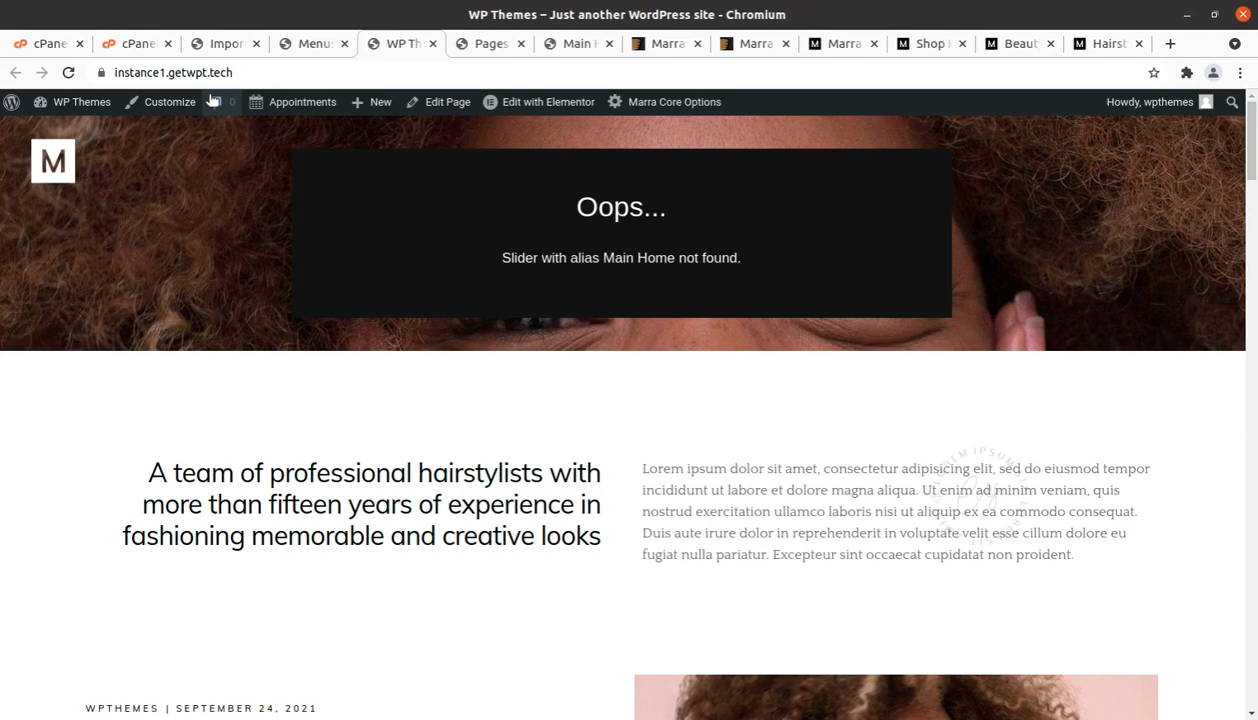 WP Themes – Just another WordPress site - Chromium
cPane
cPane
Impor
Menus
WP Th
Pages
Main H
Marra
Marra
Marra
Shop
Beaut
Hairst
instance1.getwpt.tech
WP Themes
Customize
0
Appointments
New
Edit Page
Edit with Elementor
Marra Core Options
Howdy, wpthemes
M
Oops...
Slider with alias Main Home not found.
A team of professional hairstylists with
more than fifteen years of experience in
fashioning memorable and creative looks
Lorem ipsum dolor sit amet, consectetur adipisicing elit, sed do eiusmod tempor
incididunt ut labore et dolore magna aliqua. Ut enim ad minim veniam, quis
nostrud exercitation ullamco laboris nisi ut aliquip ex ea commodo consequat.
Duis aute irure dolor in reprehenderit in voluptate velit esse cillum dolore eu
fugiat nulla pariatur. Excepteur sint occaecat cupidatat non proident.
WPTHEMES | SEPTEMBER 24, 2021